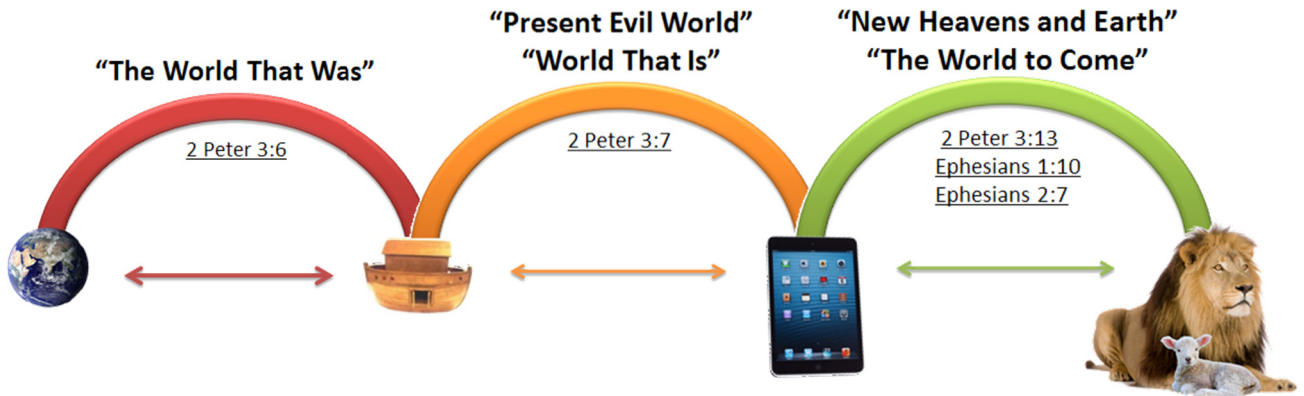 “The World That Was”
2 Peter 3:6
“Present Evil World”
“World That Is”
2 Peter 3:7
“New Heavens and Earth”
“The World to Come”
2 Peter 3:13
Ephesians 1:10
Ephesians 2:7